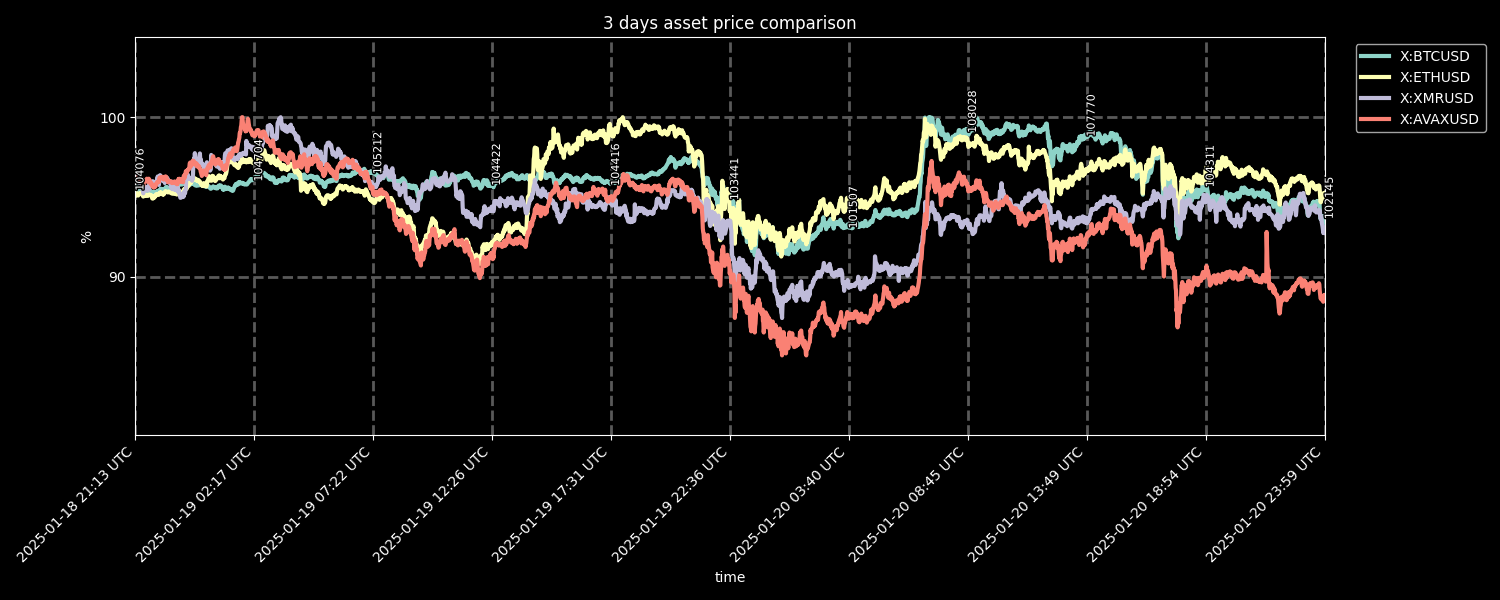 3 days asset price comparison
X:BTCUSD
X:ETHUSD
X:XMRUSD
X:AVAXUSD
100
90
%
104076
104704
105212
104422
104416
103441
101507
108028
107770
104311
102145
2025-01-18 21:13 UTC
2025-01-19 02:17 UTC
2025-01-19 07:22 UTC
2025-01-19 12:26 UTC
2025-01-19 17:31 UTC
2025-01-19 22:36 UTC
2025-01-20 03:40 UTC
2025-01-20 08:45 UTC
2025-01-20 13:49 UTC
2025-01-20 18:54 UTC
2025-01-20 23:59 UTC
time